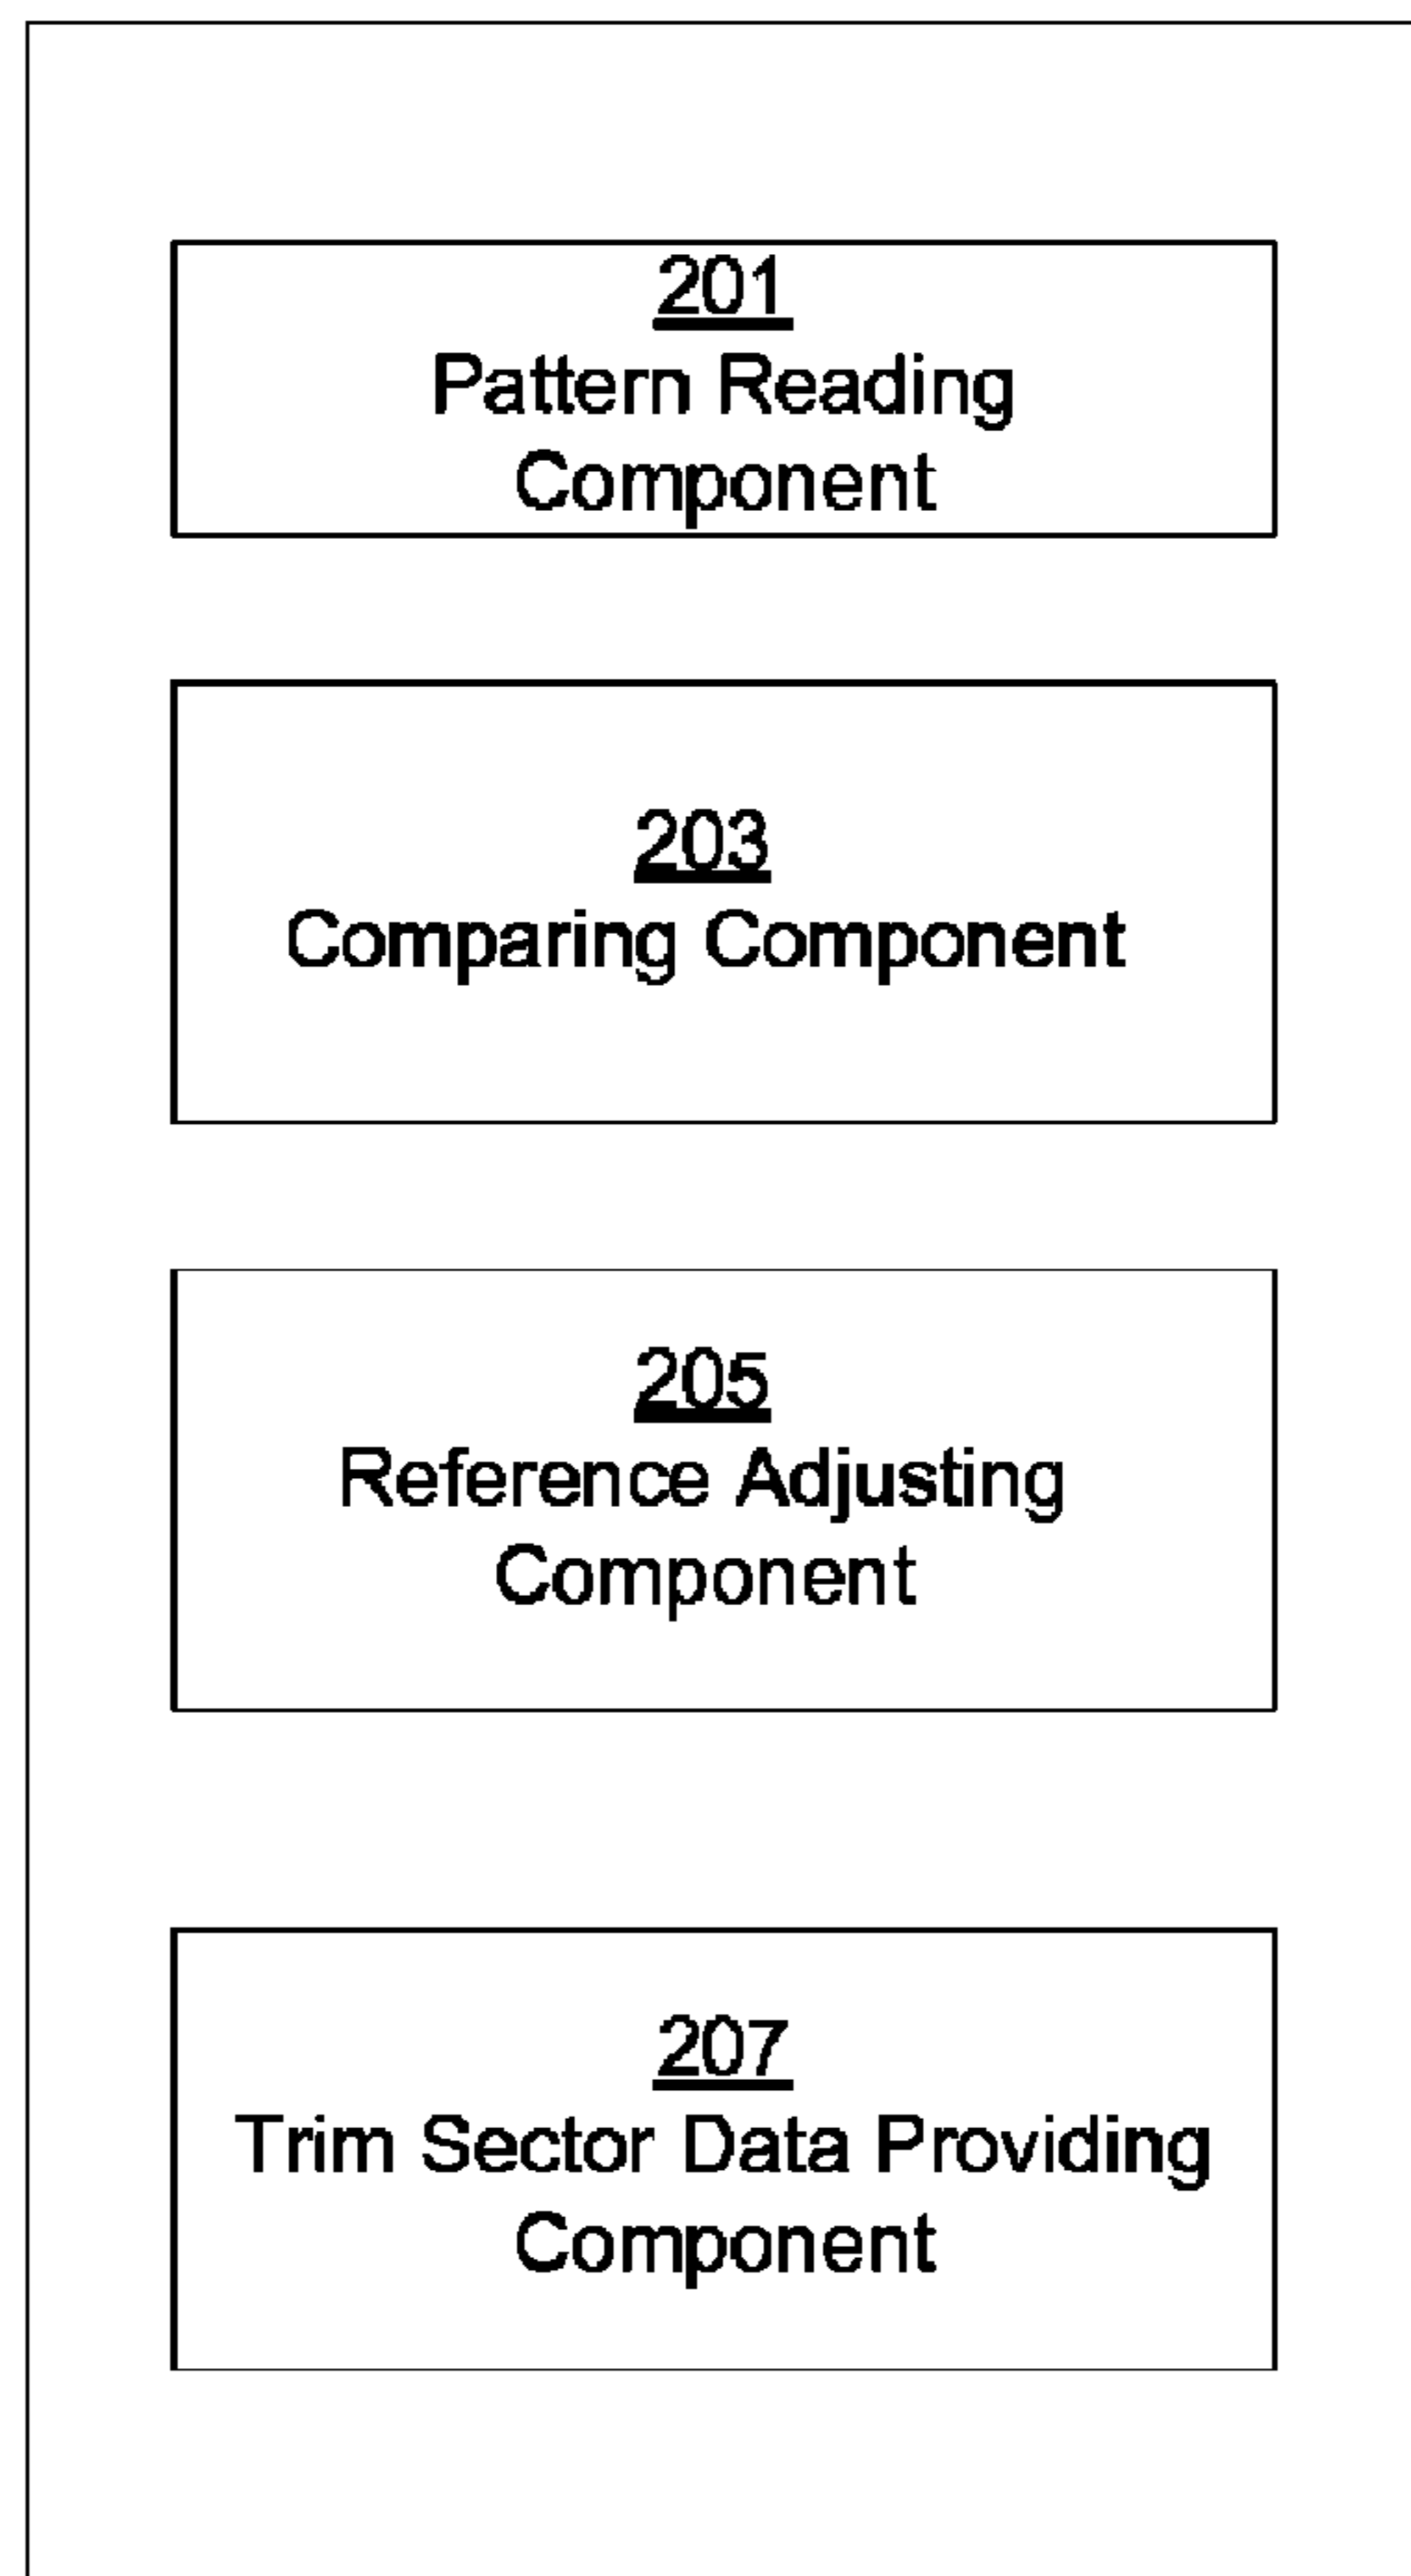 201
Pattern Reading
Component
203
Comparing Component
205
Reference Adjusting
Component
207
Trim Sector Data Providing
Component